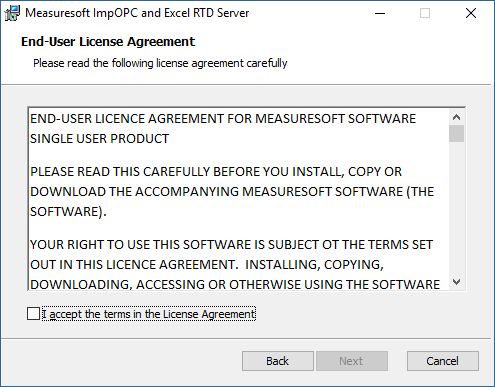 Measuresoft ImpOPC and Excel RTD Server
End-User License Agreement
Please read the following license agreement carefully
END-USER LICENCE AGREEMENT FOR MEASURESOFT SOFTWARE
SINGLE USER PRODUCT
PLEASE READ THIS CAREFULLY BEFORE YOU INSTALL, COPY OR
DOWNLOAD THE ACCOMPANYING MEASURESOFT SOFTWARE (THE
SOFTWARE).
YOUR RIGHT TO USE THIS SOFTWARE IS SUBJECT OT THE TERMS SET
OUT IN THIS LICENCE AGREEMENT.  INSTALLING, COPYING,
DOWNLOADING, ACCESSING OR OTHERWISE USING THE SOFTWARE
I accept the terms in the License Agreement
Back Next Cancel